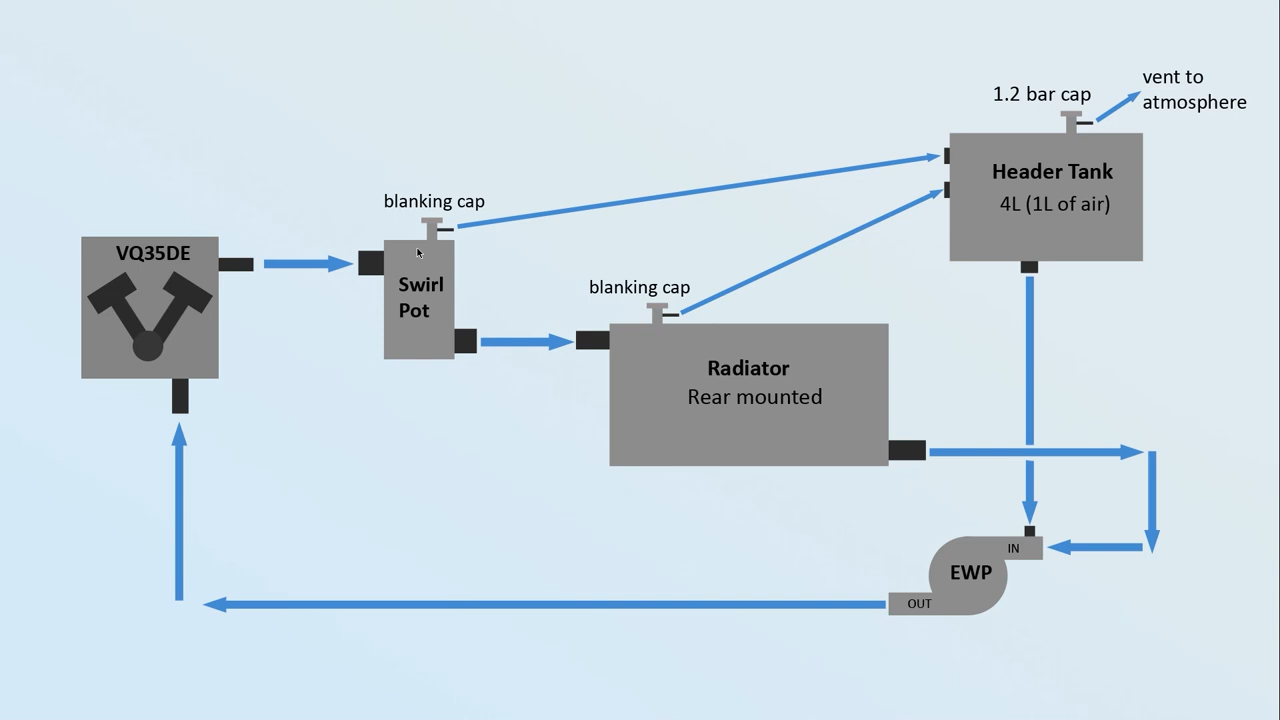 vent to
atmosphere
1.2 bar cap
Header Tank
4L (1L of air)
blanking cap
VQ35DE
Swirl
Pot
blanking cap
Radiator
Rear mounted
IN
EWP
OUT